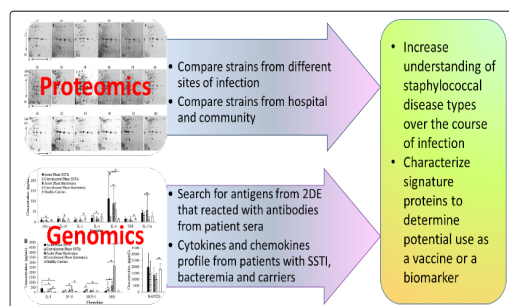 Proteomics
• Compare strains from different
sites of infection
• Compare strains from hospital
and community
Genomics
• Search for antigens from 2DE
that reacted with antibodies
from patient sera
• Cytokines and chemokines
profile from patients with SSTI,
bacteremia and carriers
• Increase
understanding of
staphylococcal
disease types
over the course
of infection
• Characterize
signature
proteins to
determine
potential use as
a vaccine or a
biomarker